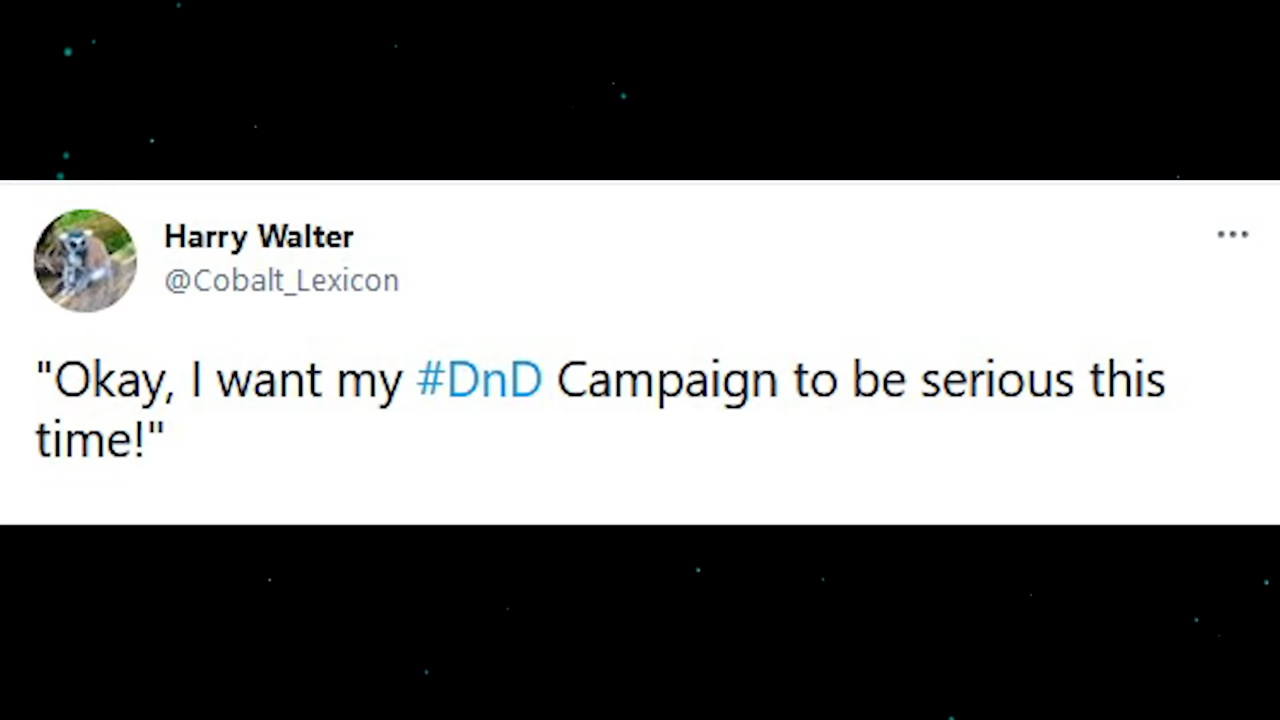 Harry Walter
@Cobalt_Lexicon
"Okay, I want my #DnD Campaign to be serious this
time!"